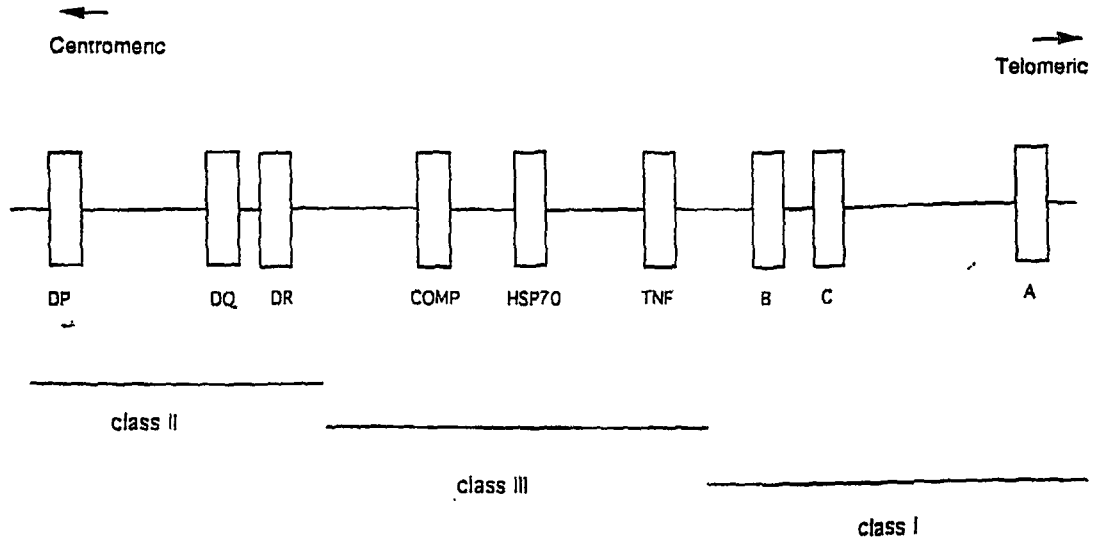 Centromeric
Telomeric
DP DQ DR COMP HSP70 TNF B C A
class II
class III
class I